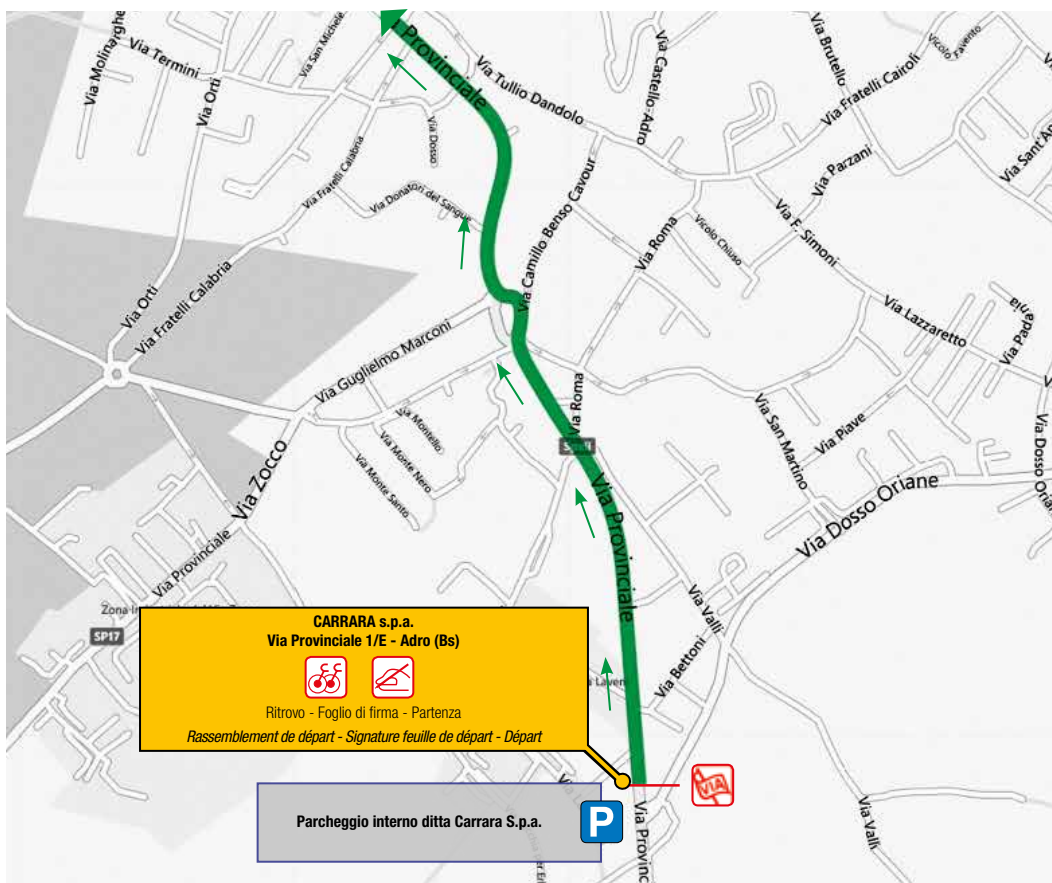 Via Molinarghe
Via Termini
Via San Michele
Via Orti
Provinciale
Via Tullio Dandolo
Via Castello Adro
Via Brutello
Vicolo Favento
Via Fratelli Cairoli
Via Sant'An
Via Dosso
Via Fratelli Calabria
Via Donatori del Sangue
Via Camillo Benso Cavour
Via Parzani
Via Roma
Vicolo Chiuso
Via F. Simoni
Via Orti
Via Fratelli Calabria
Via Guglielmo Marconi
Via Lazzaretto
Via Padania
Via Roma
Via Montello
Via Monte Nero
Via Monte Santo
Via San Martino
Via Piave
Via Dosso Oriane
Via Dosso Orian
Via Zocco
Via Provinciale
Via Provinciale
Via Valli
Via Bettoni
SP17
CARRARA s.p.a.
Via Provinciale 1/E - Adro (Bs)
Ritrovo - Foglio di firma - Partenza
Rassemblement de départ - Signature feuille de départ - Départ
VIA
Parcheggio interno ditta Carrara S.p.a.
P
Via Provinc
Via Valli